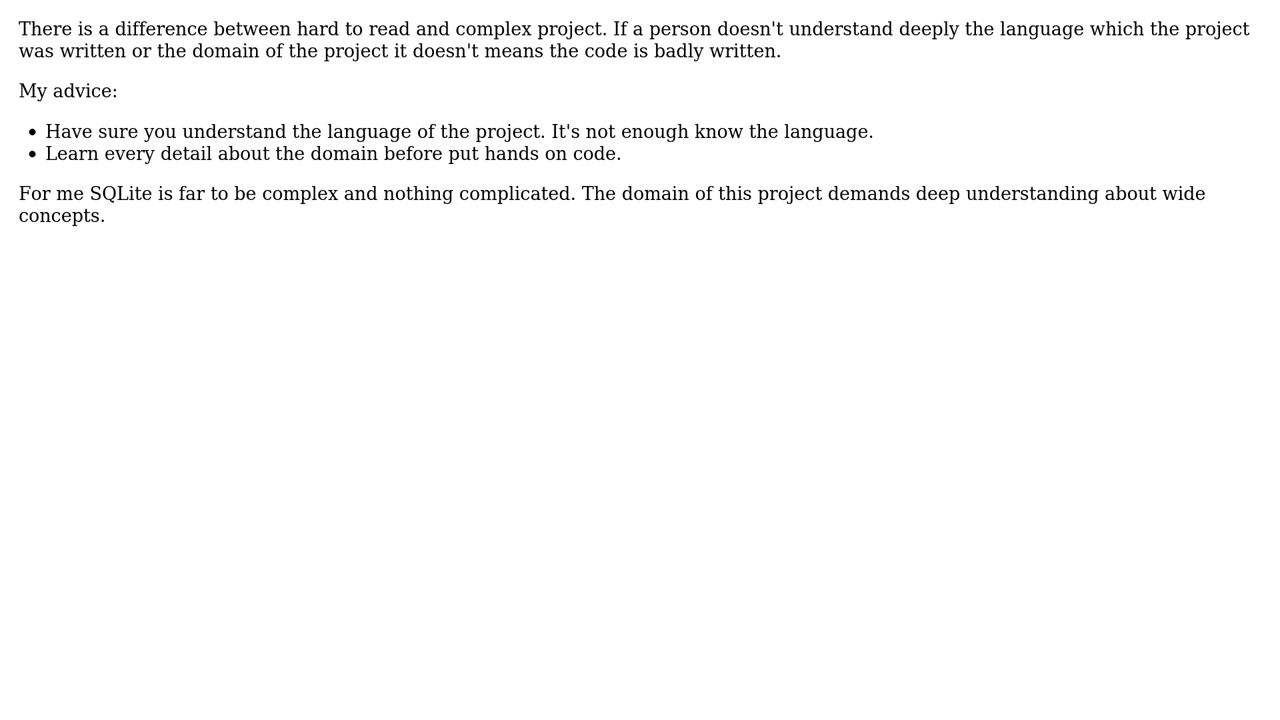 There is a difference between hard to read and complex project. If a person doesn't understand deeply the language which the project
was written or the domain of the project it doesn't means the code is badly written.
My advice:
• Have sure you understand the language of the project. It's not enough know the language.
• Learn every detail about the domain before put hands on code.
For me SQLite is far to be complex and nothing complicated. The domain of this project demands deep understanding about wide
concepts.